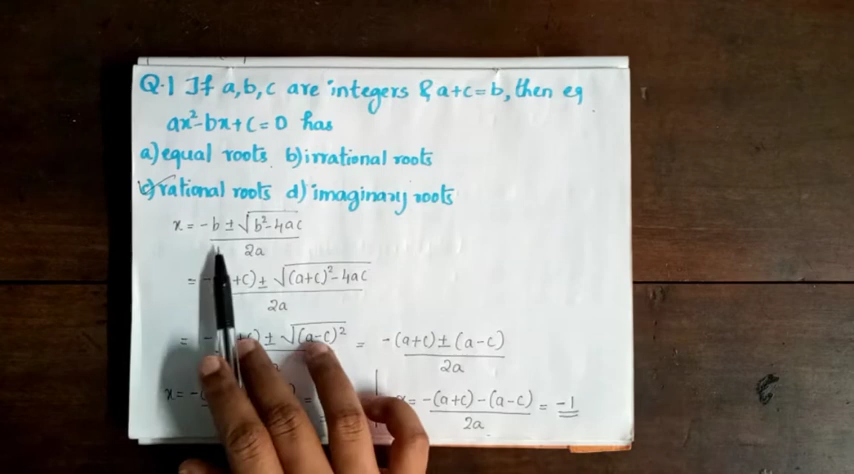 Q.1 If a,b,c are integers & a+c=b, then eq
ax²-bx+c=0 has
a) equal roots b) irrational roots
c) rational roots d) imaginary roots
x = -b ± √b²-4ac
2a
= +c) ± √(a+c)²-4ac
2a
= ± √(a-c)² = -(a+c) ± (a-c)
2a
x = = -(a+c)-(a-c) = -1
2a